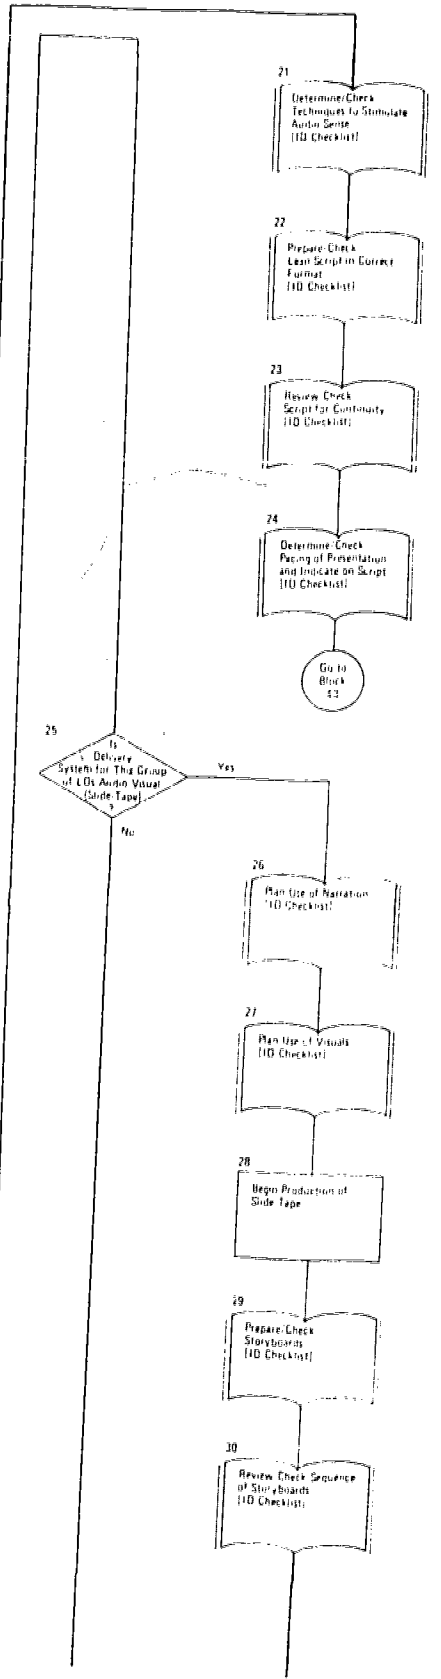 21
Determine/Check
Techniques to Stimulate
Audio Sense
[ID Checklist]
22
Prepare/Check
Lean Script in Correct
Format
[ID Checklist]
23
Review/Check
Script for Continuity
[ID Checklist]
24
Determine/Check
Pacing of Presentation
and Indicate on Script
[ID Checklist]
Go to
Block
25
Is
Delivery
System for This Group
of LOs Audio Visual
(Slide-Tape)
?
Yes
No
26
Plan Use of Narration
[ID Checklist]
27
Plan Use of Visuals
[ID Checklist]
28
Begin Production of
Slide Tape
29
Prepare/Check
Storyboards
[ID Checklist]
30
Review Check Sequence
of Storyboards
[ID Checklist]